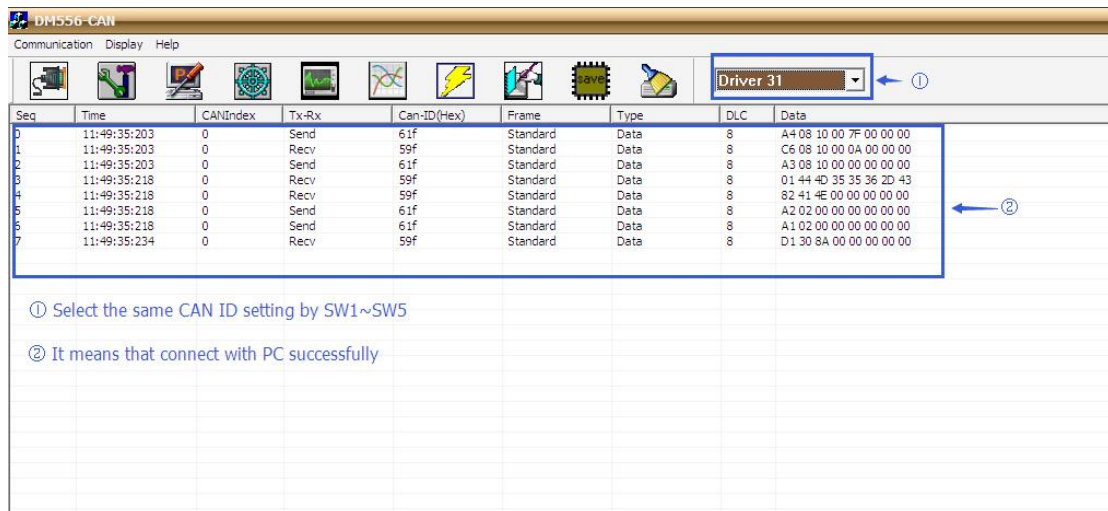 DM556-CAN
Communication Display Help
save
Driver 31
①
Seq Time CANIndex Tx-Rx Can-ID(Hex) Frame Type DLC Data
0 11:49:35:203 0 Send 61f Standard Data 8 A4 08 10 00 7F 00 00 00
1 11:49:35:203 0 Recv 59f Standard Data 8 C6 08 10 00 0A 00 00 00
2 11:49:35:203 0 Send 61f Standard Data 8 A3 08 10 00 00 00 00 00
3 11:49:35:218 0 Recv 59f Standard Data 8 01 44 4D 35 35 36 2D 43
4 11:49:35:218 0 Recv 59f Standard Data 8 82 41 4E 00 00 00 00 00
5 11:49:35:218 0 Send 61f Standard Data 8 A2 02 00 00 00 00 00 00
6 11:49:35:218 0 Send 61f Standard Data 8 A1 02 00 00 00 00 00 00
7 11:49:35:234 0 Recv 59f Standard Data 8 D1 30 8A 00 00 00 00 00
②
① Select the same CAN ID setting by SW1~SW5
② It means that connect with PC successfully